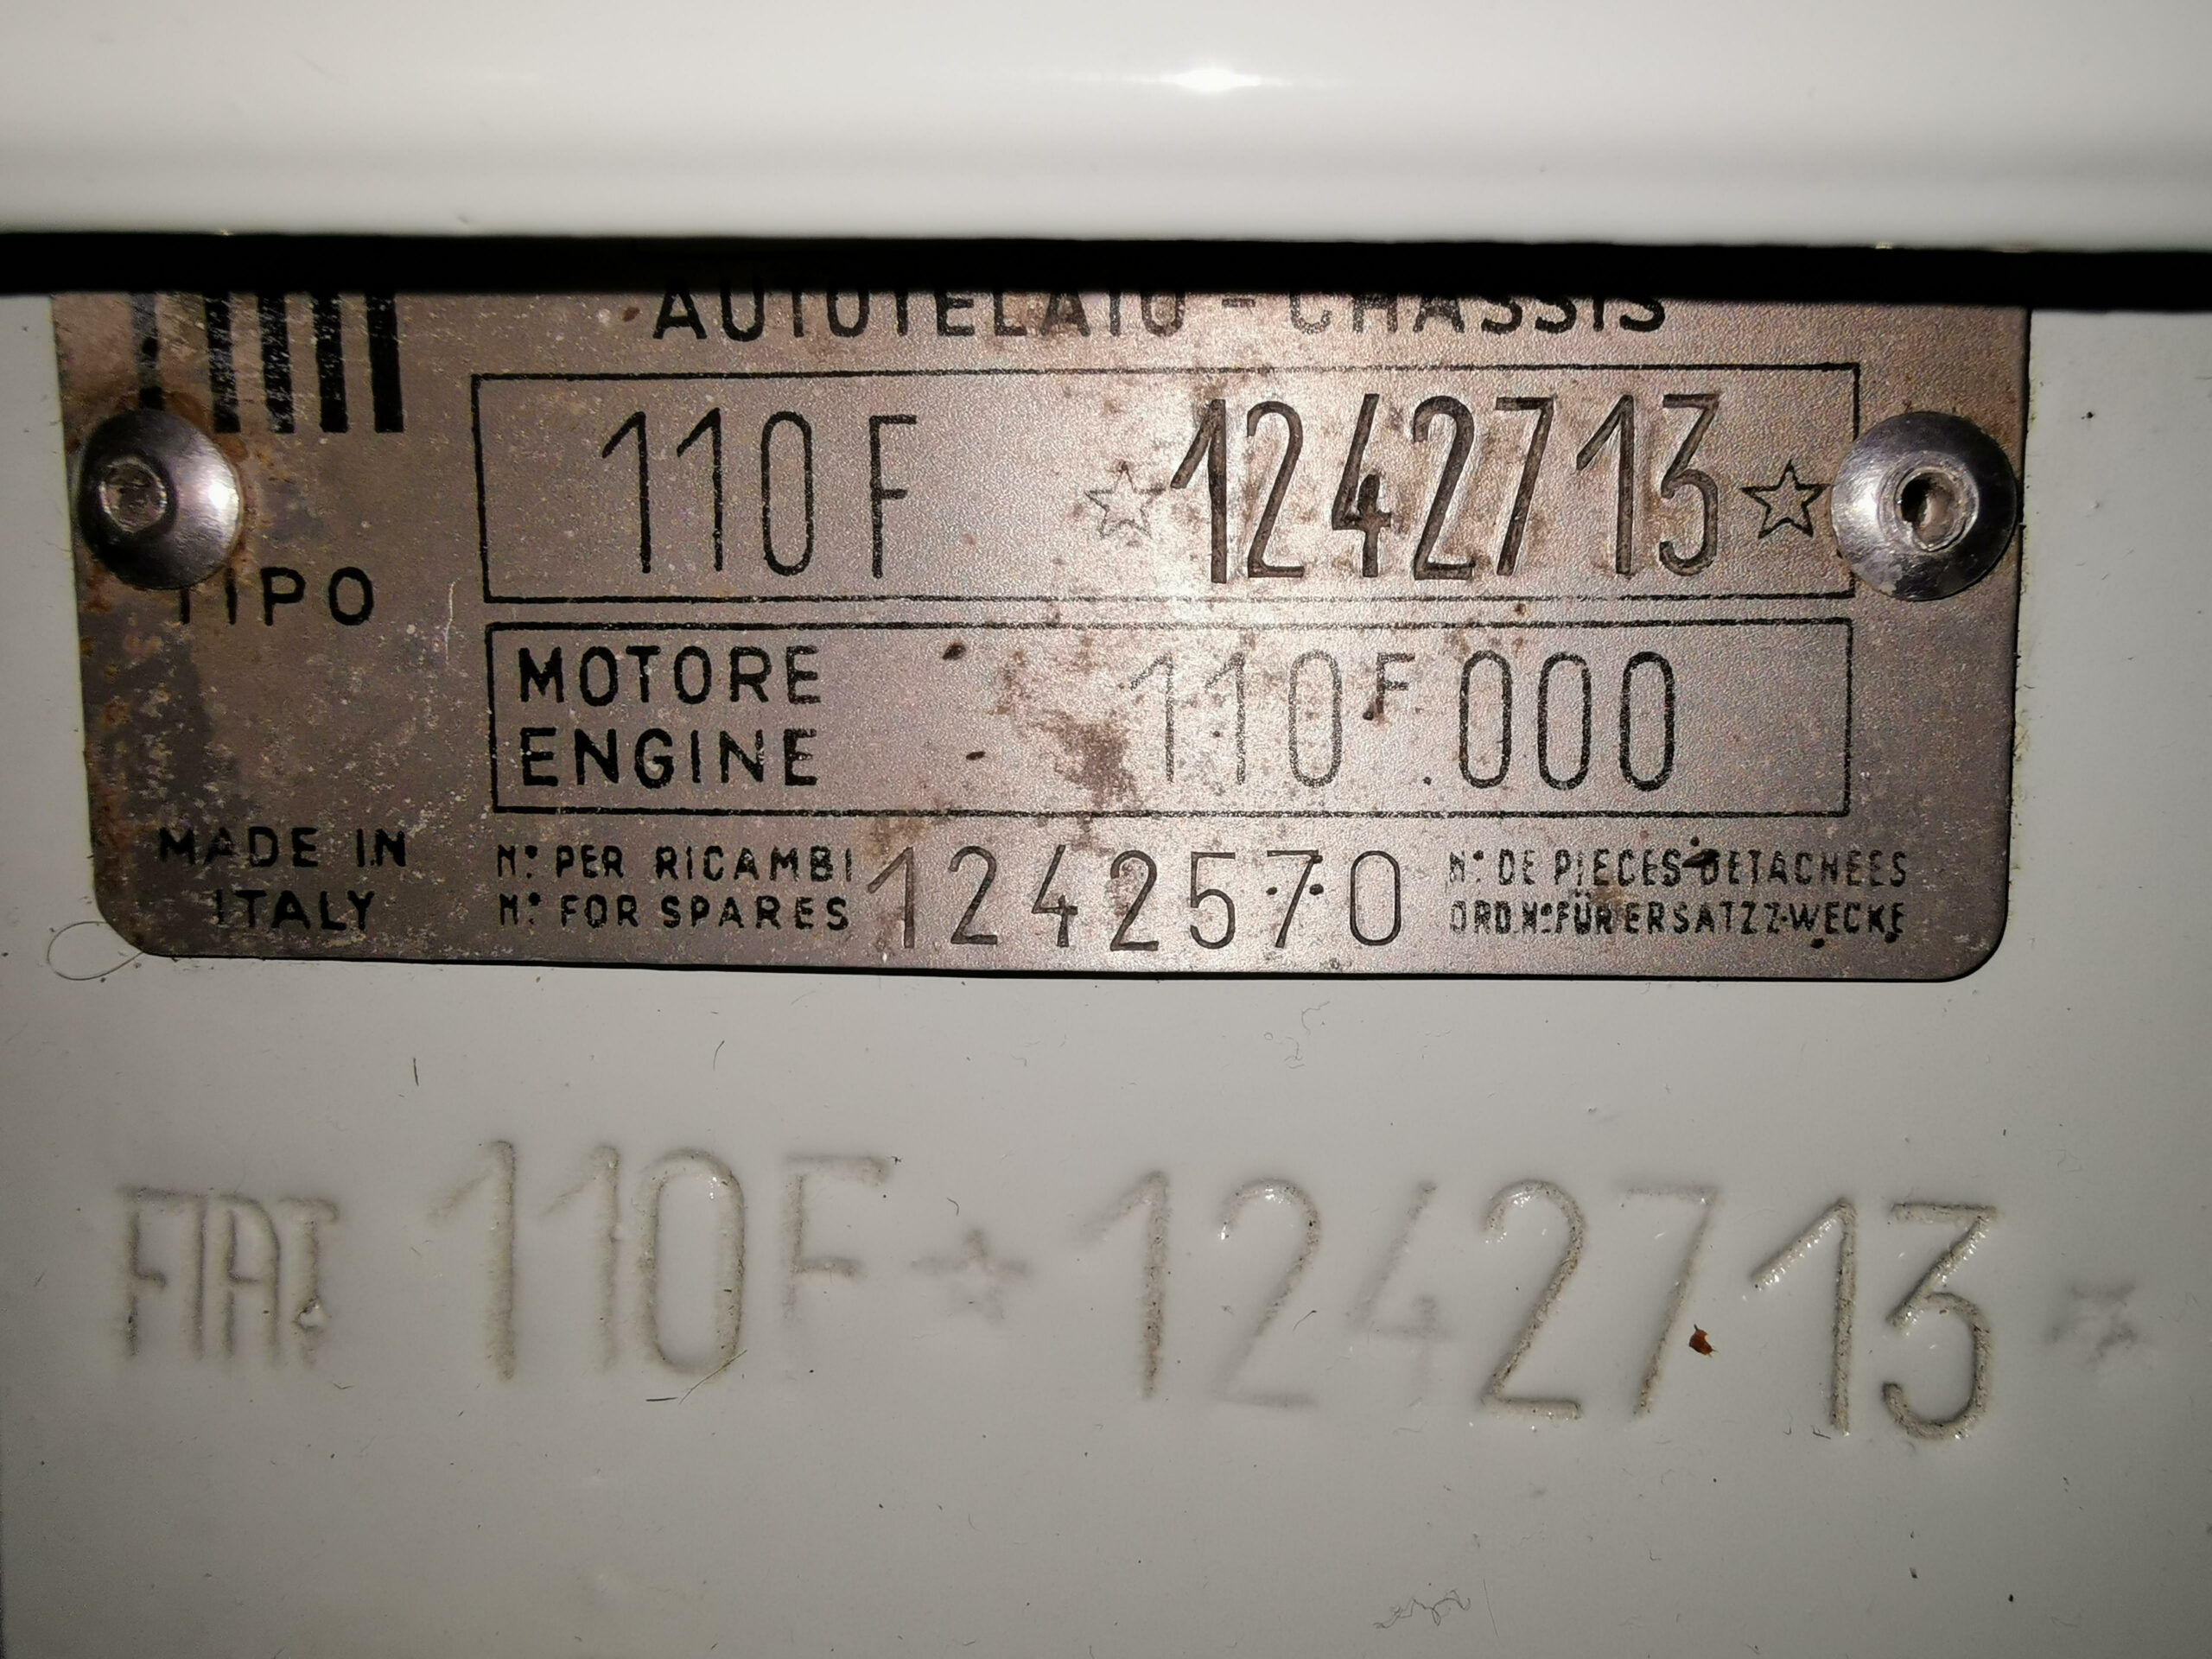 AUTOTELAIO - CHASSIS
110 F ☆1242713☆
TIPO
MOTORE 110F.000
ENGINE
MADE IN
ITALY
N° PER RICAMBI
N° FOR SPARES
1242570
N° DE PIECES DETACHEES
ORD.N° FÜR ERSATZZWECKE
FIAT 110F☆1242713☆